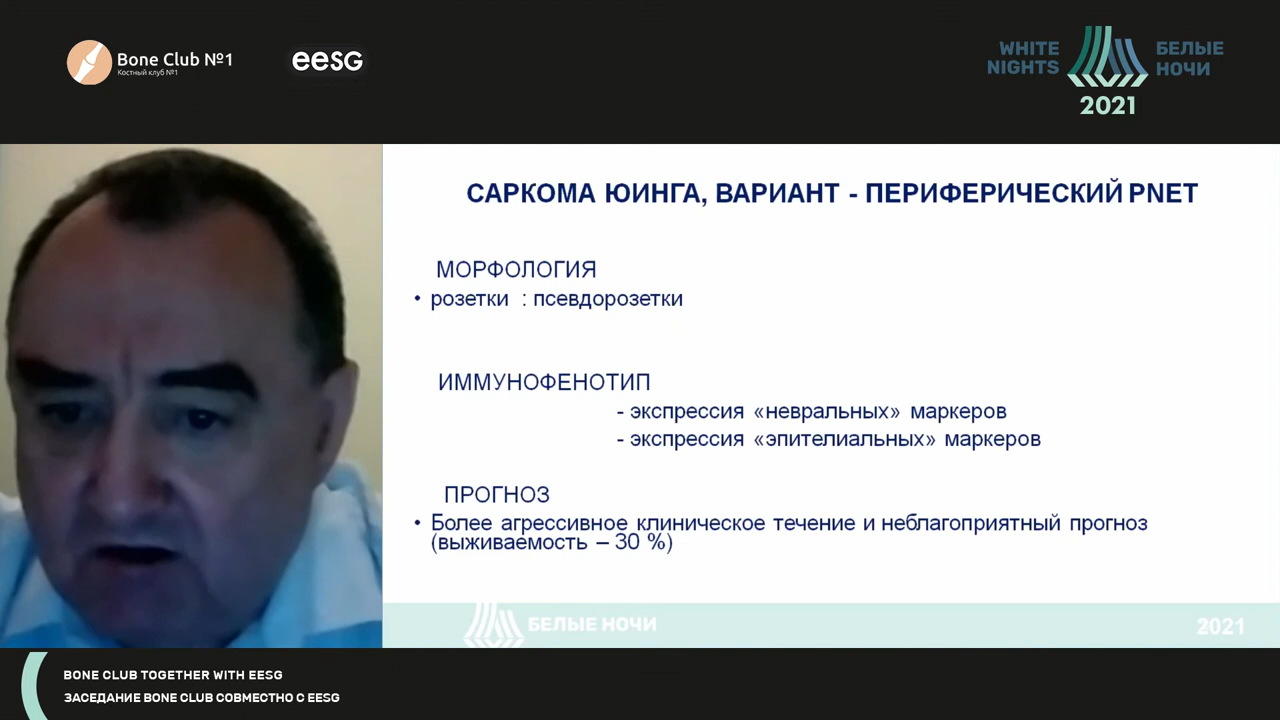 Bone Club №1
Костный клуб №1
eesg
WHITE NIGHTS
БЕЛЫЕ НОЧИ
2021
САРКОМА ЮИНГА, ВАРИАНТ - ПЕРИФЕРИЧЕСКИЙ PNET
МОРФОЛОГИЯ
• розетки : псевдорозетки
ИММУНОФЕНОТИП
- экспрессия «невральных» маркеров
- экспрессия «эпителиальных» маркеров
ПРОГНОЗ
• Более агрессивное клиническое течение и неблагоприятный прогноз
(выживаемость – 30 %)
БЕЛЫЕ НОЧИ
2021
BONE CLUB TOGETHER WITH EESG
ЗАСЕДАНИЕ BONE CLUB СОВМЕСТНО С EESG